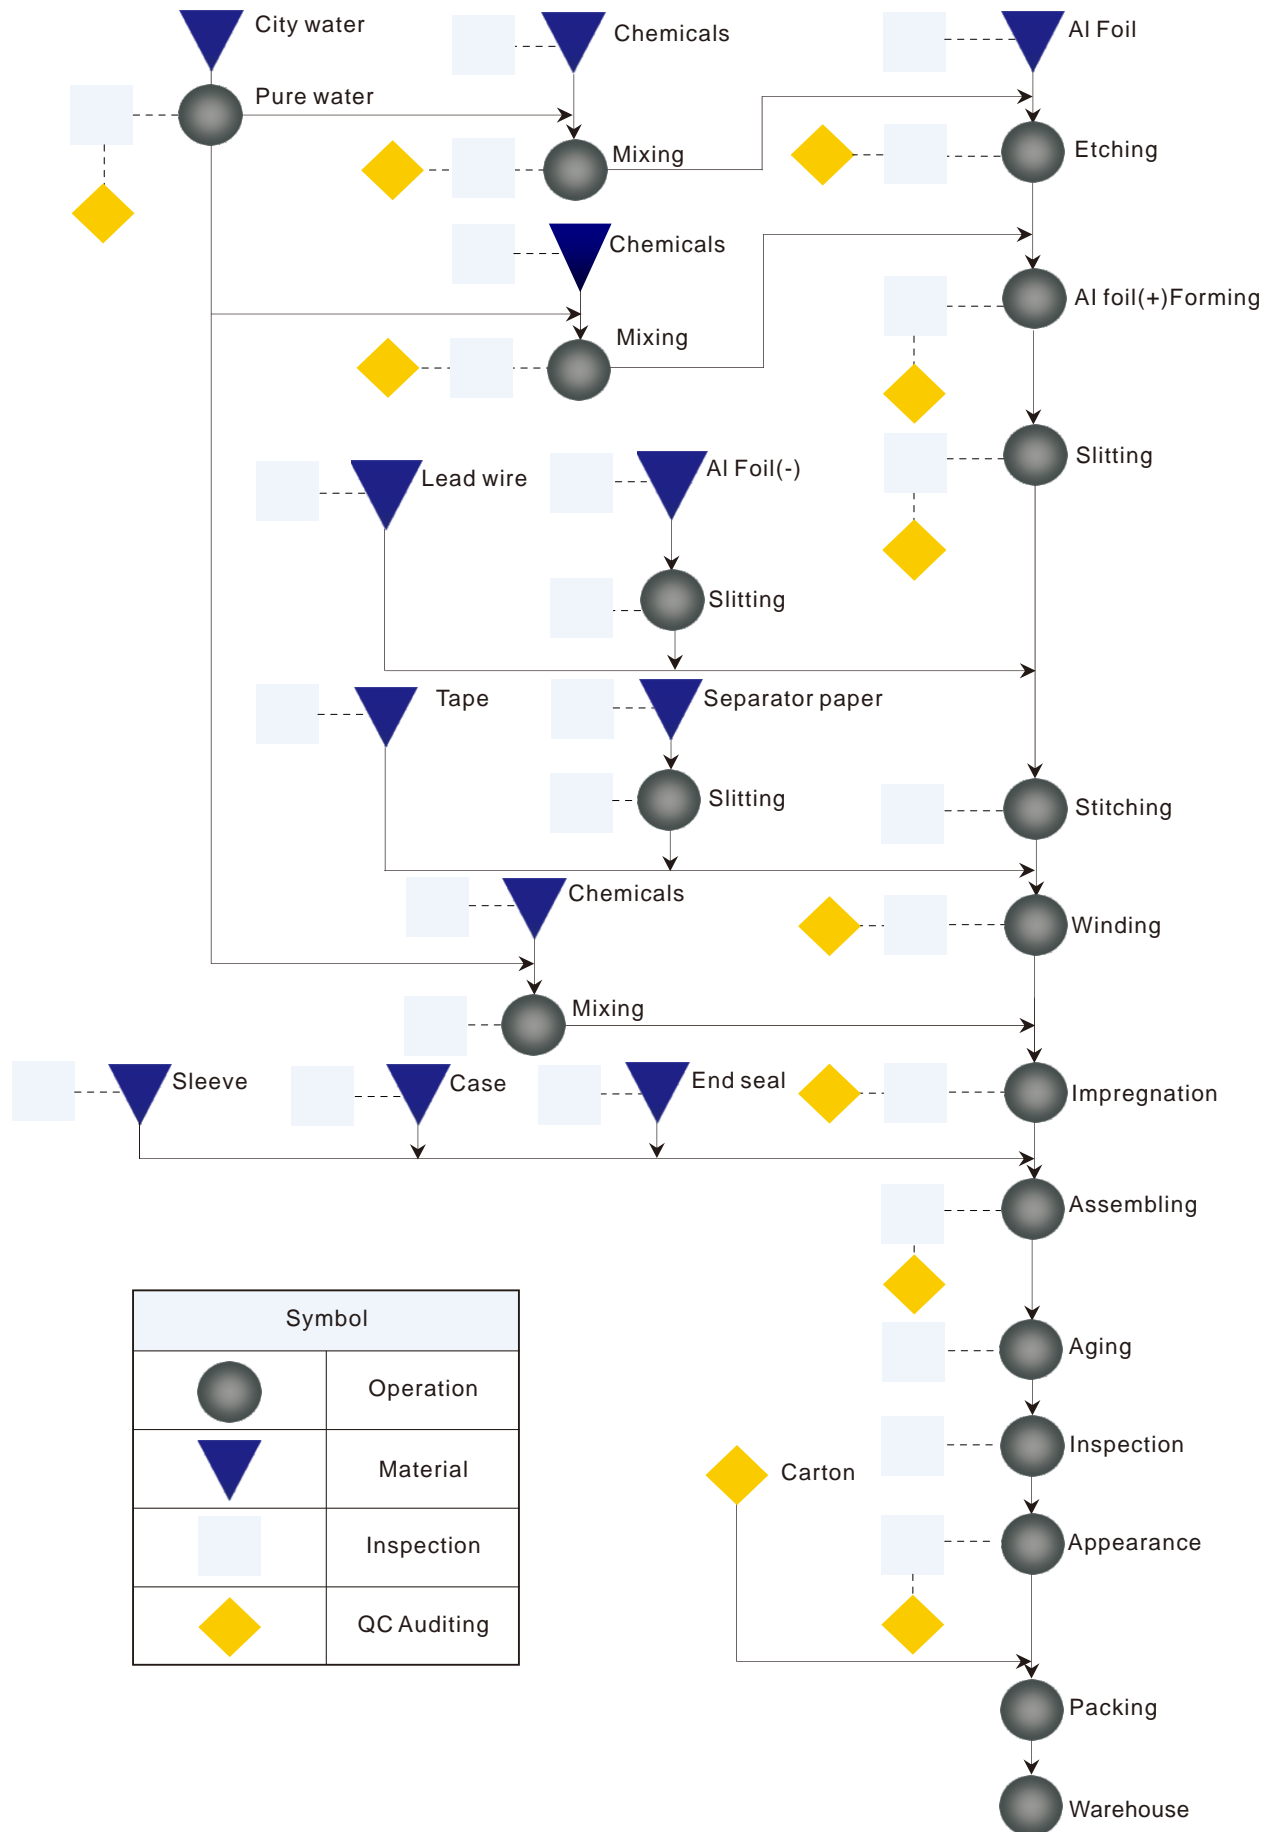 City water
Chemicals
Al Foil
Pure water
Mixing
Etching
Chemicals
Al foil(+)Forming
Mixing
Slitting
Lead wire
Al Foil(-)
Slitting
Tape
Separator paper
Slitting
Stitching
Chemicals
Winding
Mixing
Sleeve
Case
End seal
Impregnation
Assembling
Symbol
Aging
Operation
Inspection
Material
Carton
Inspection
Appearance
QC Auditing
Packing
Warehouse